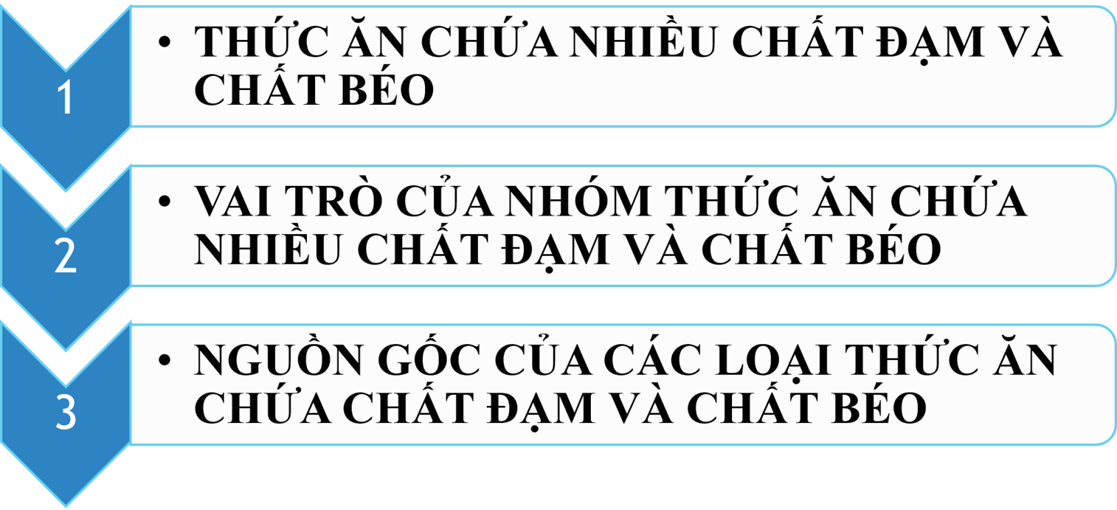 1
• THỨC ĂN CHỨA NHIỀU CHẤT ĐẠM VÀ
CHẤT BÉO
2
• VAI TRÒ CỦA NHÓM THỨC ĂN CHỨA
NHIỀU CHẤT ĐẠM VÀ CHẤT BÉO
3
• NGUỒN GỐC CỦA CÁC LOẠI THỨC ĂN
CHỨA CHẤT ĐẠM VÀ CHẤT BÉO